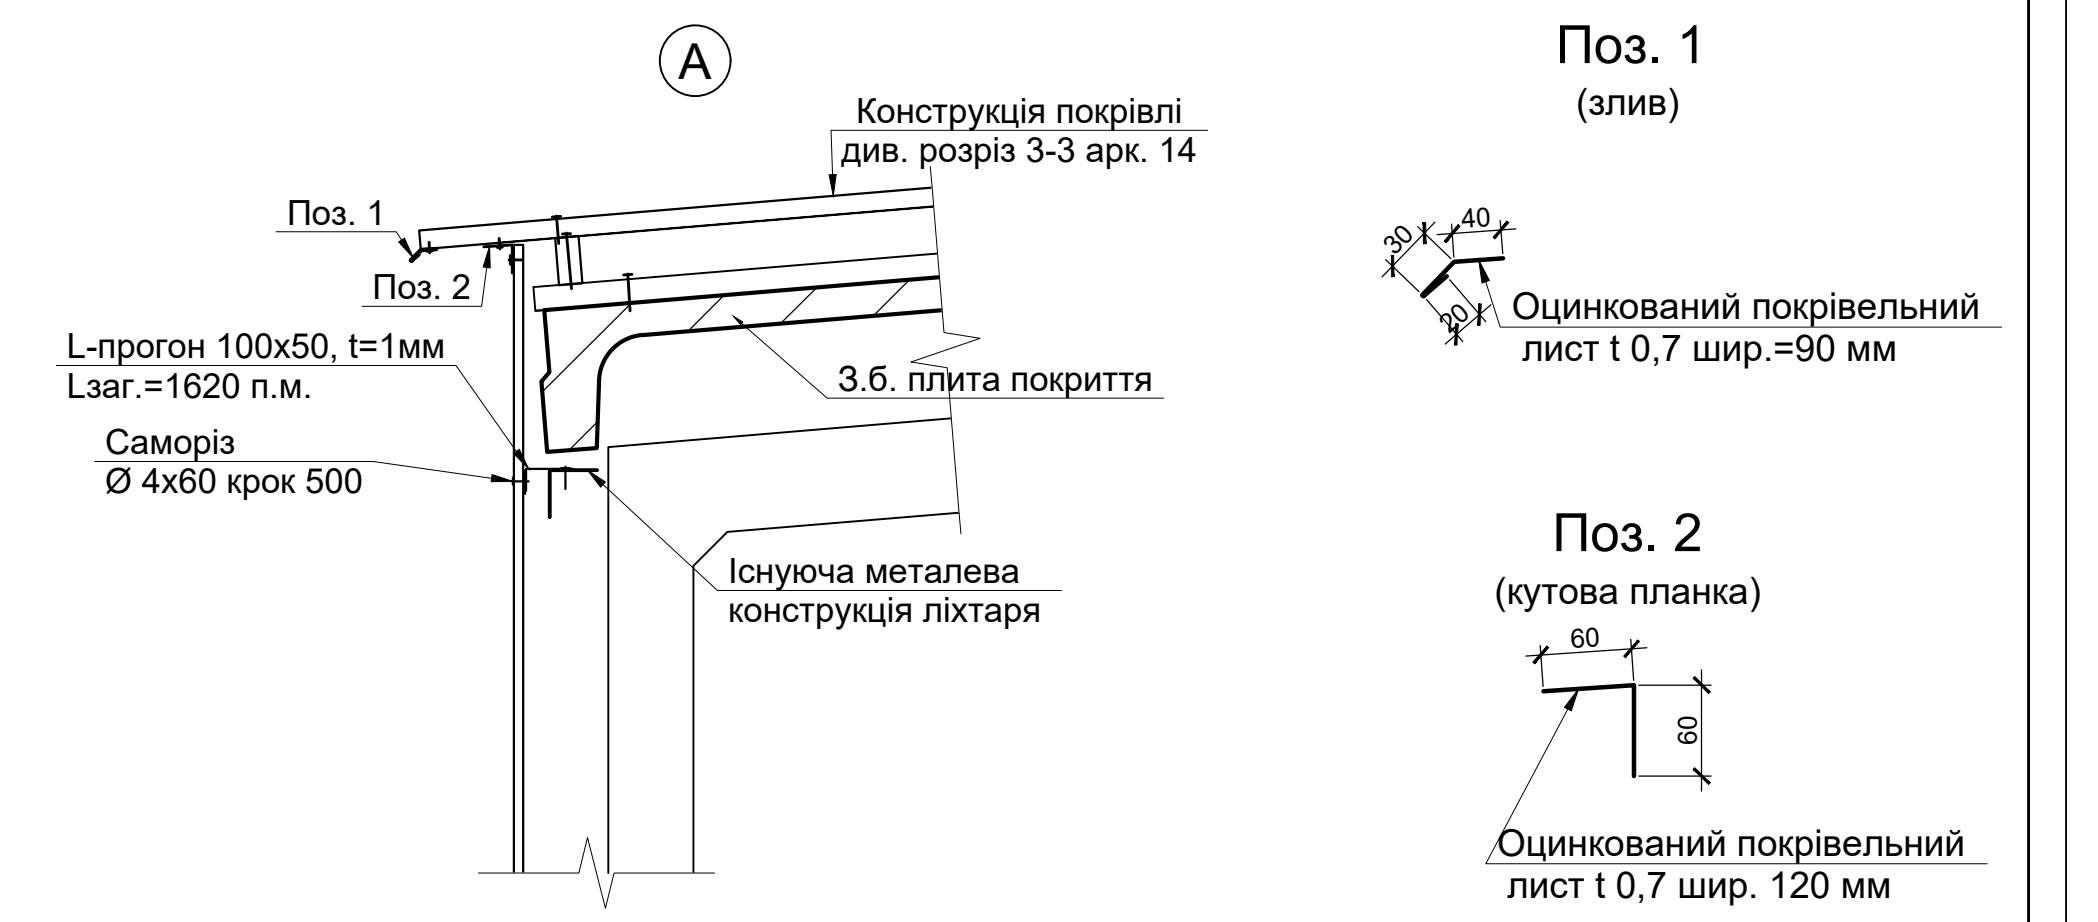 А
Конструкція покрівлі
див. розріз 3-3 арк. 14
Поз. 1
Поз. 2
L-прогон 100х50, t=1мм
Lзаг.=1620 п.м.
Саморіз
Ø 4х60 крок 500
З.б. плита покриття
Існуюча металева
конструкція ліхтаря
Поз. 1
(злив)
30
40
20
Оцинкований покрівельний
лист t 0,7 шир.=90 мм
Поз. 2
(кутова планка)
60
60
Оцинкований покрівельний
лист t 0,7 шир. 120 мм